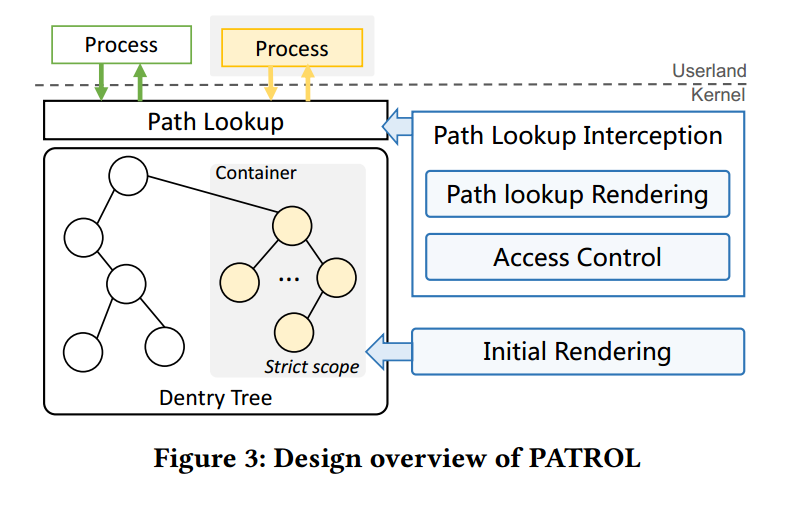 Process
Process
Userland
Kernel
Path Lookup
Path Lookup Interception
Path lookup Rendering
Access Control
Container
...
Strict scope
Initial Rendering
Dentry Tree
Figure 3: Design overview of PATROL